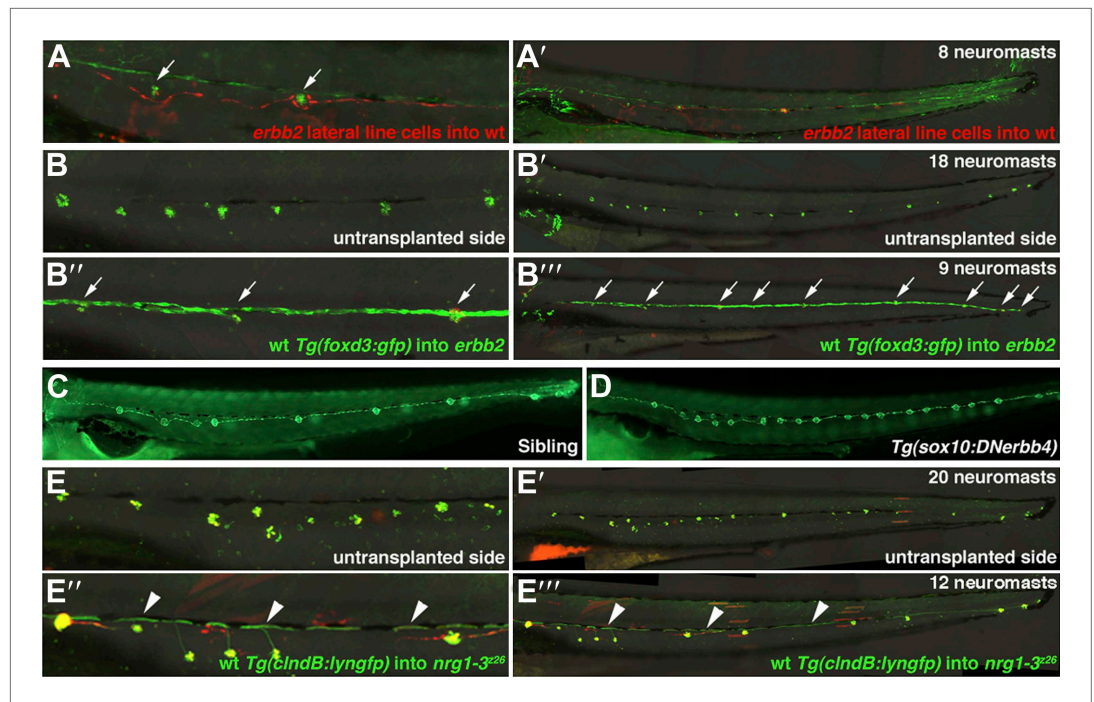 A
erbb2 lateral line cells into wt
A′
8 neuromasts
erbb2 lateral line cells into wt
B
untransplanted side
B′
18 neuromasts
untransplanted side
B′′
wt Tg(foxd3:gfp) into erbb2
B′′′
9 neuromasts
wt Tg(foxd3:gfp) into erbb2
C
Sibling
D
Tg(sox10:DNerbb4)
E
untransplanted side
E′
20 neuromasts
untransplanted side
E′′
wt Tg(clndB:lyngfp) into nrg1-3z26
E′′′
12 neuromasts
wt Tg(clndB:lyngfp) into nrg1-3z26